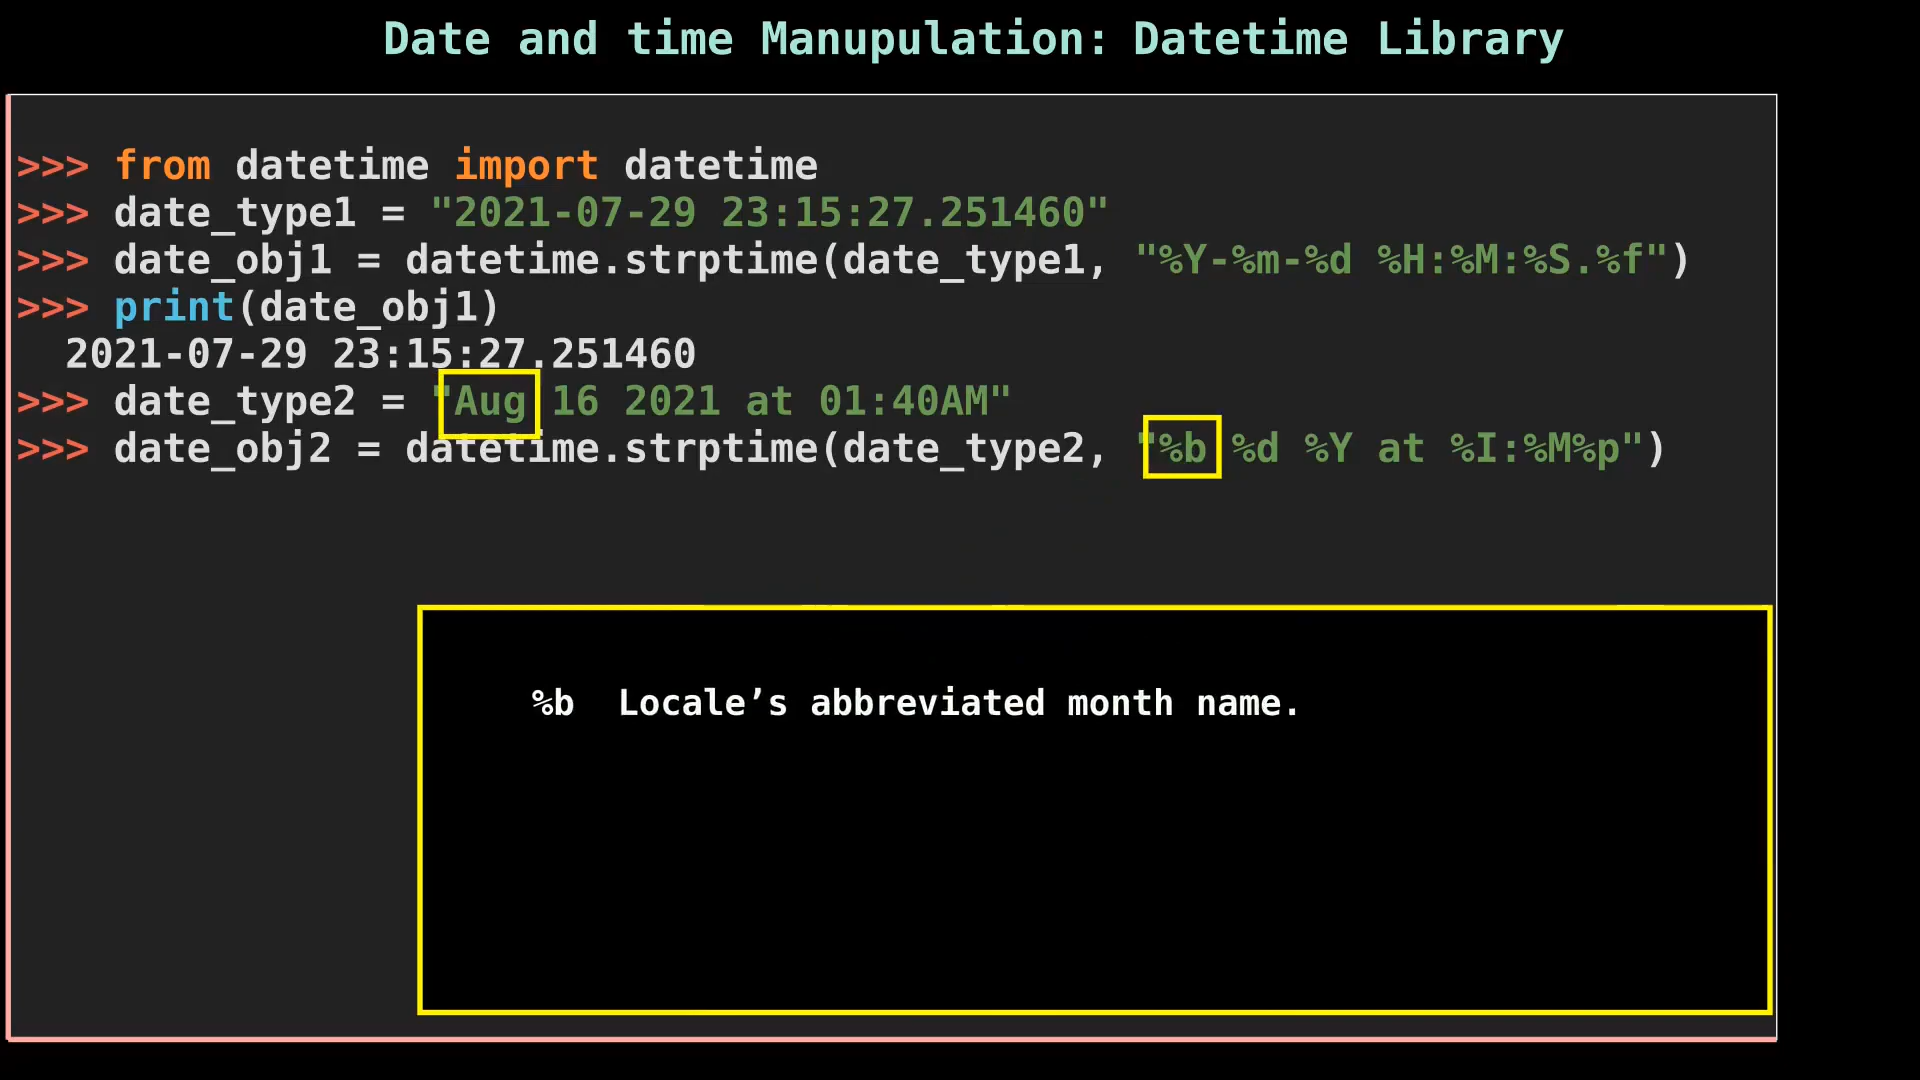 Date and time Manupulation: Datetime Library
>>> from datetime import datetime
>>> date_type1 = "2021-07-29 23:15:27.251460"
>>> date_obj1 = datetime.strptime(date_type1, "%Y-%m-%d %H:%M:%S.%f")
>>> print(date_obj1)
2021-07-29 23:15:27.251460
>>> date_type2 = "Aug 16 2021 at 01:40AM"
>>> date_obj2 = datetime.strptime(date_type2, "%b %d %Y at %I:%M%p")
%b Locale’s abbreviated month name.